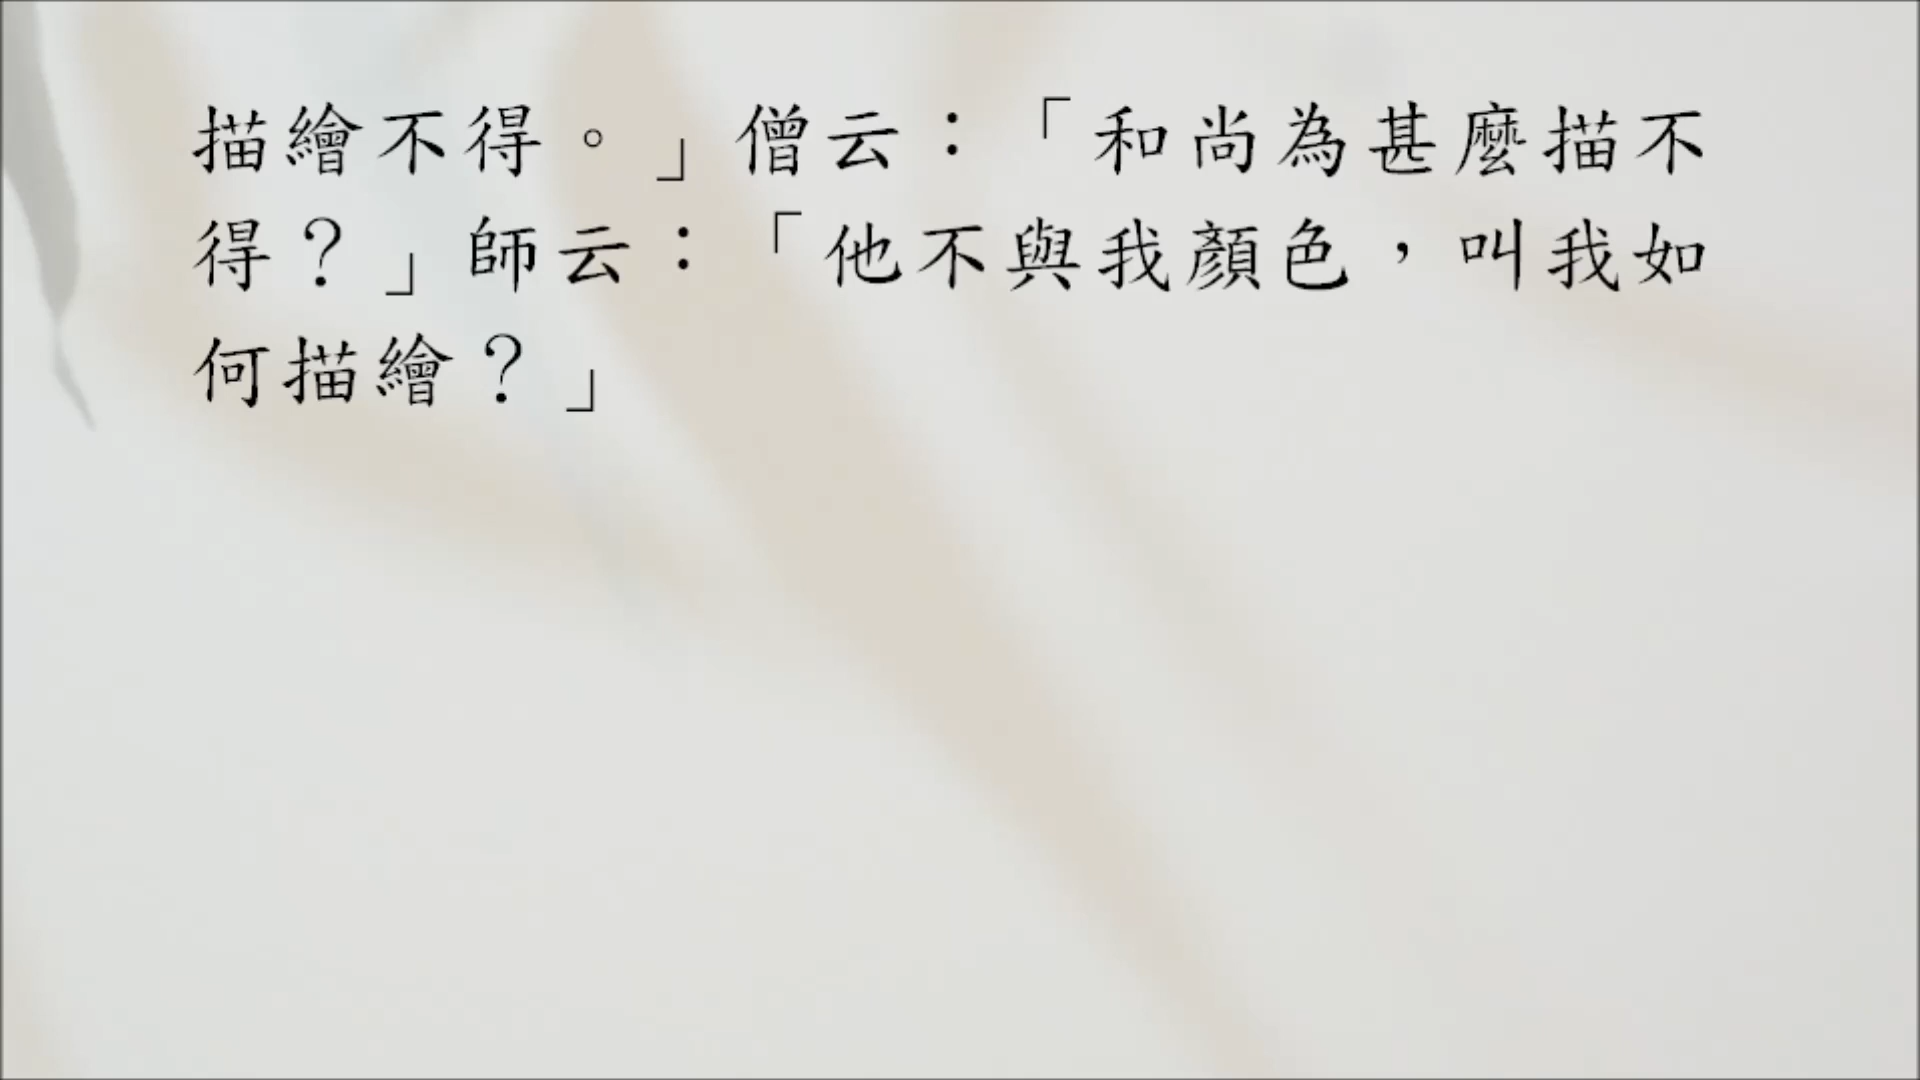 描繪不得。」僧云：「和尚為甚麼描不
得？」師云：「他不與我顏色，叫我如
何描繪？」